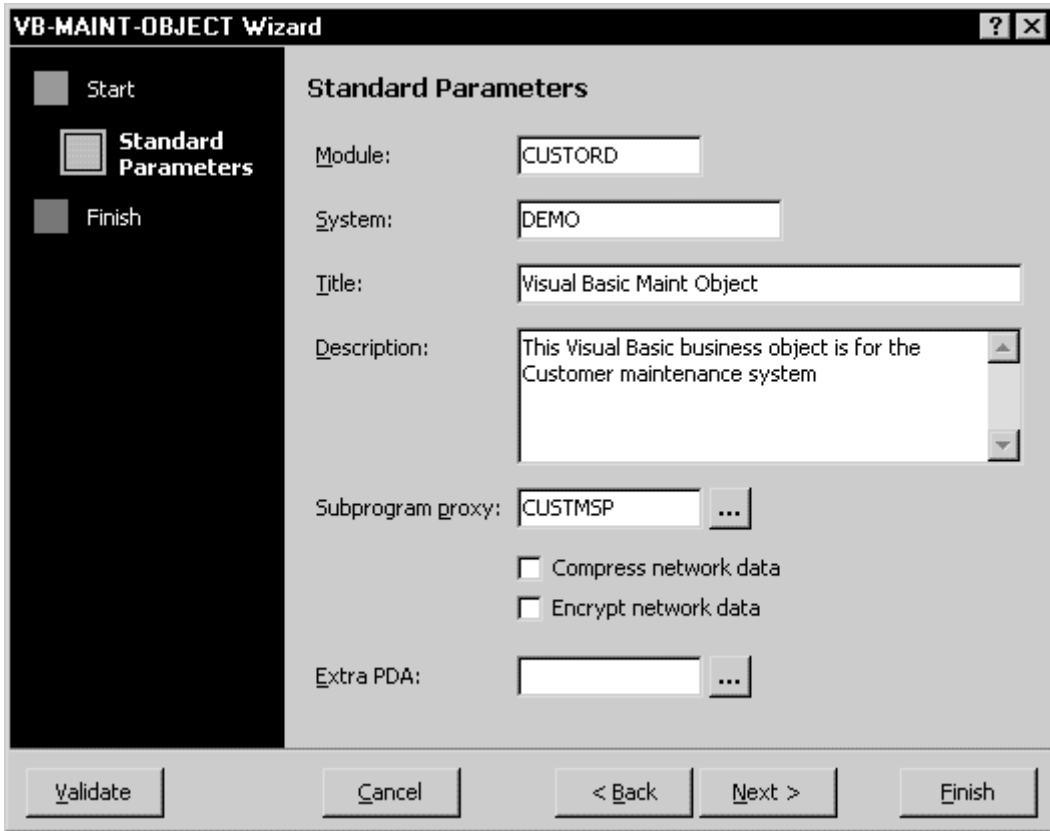 VB-MAINT-OBJECT Wizard
?
Start
Standard
Parameters
Finish
Standard Parameters
Module:
CUSTORD
System:
DEMO
Title:
Visual Basic Maint Object
Description:
This Visual Basic business object is for the
Customer maintenance system
Subprogram proxy:
CUSTMSP
...
Compress network data
Encrypt network data
Extra PDA:
...
Validate
Cancel
< Back
Next >
Finish